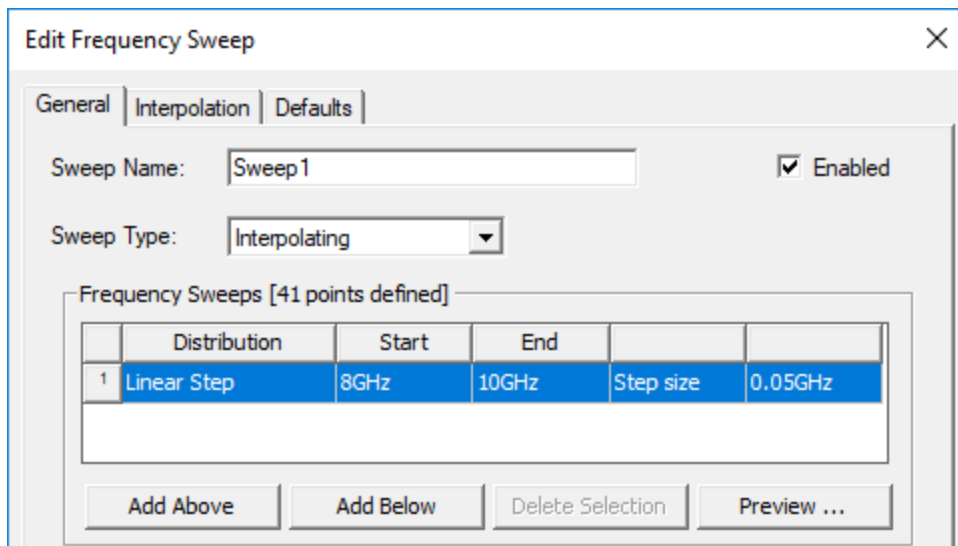 Edit Frequency Sweep
General Interpolation Defaults
Sweep Name: Sweep1 Enabled
Sweep Type: Interpolating
Frequency Sweeps [41 points defined]
Distribution Start End
1 Linear Step 8GHz 10GHz Step size 0.05GHz
Add Above Add Below Delete Selection Preview ...